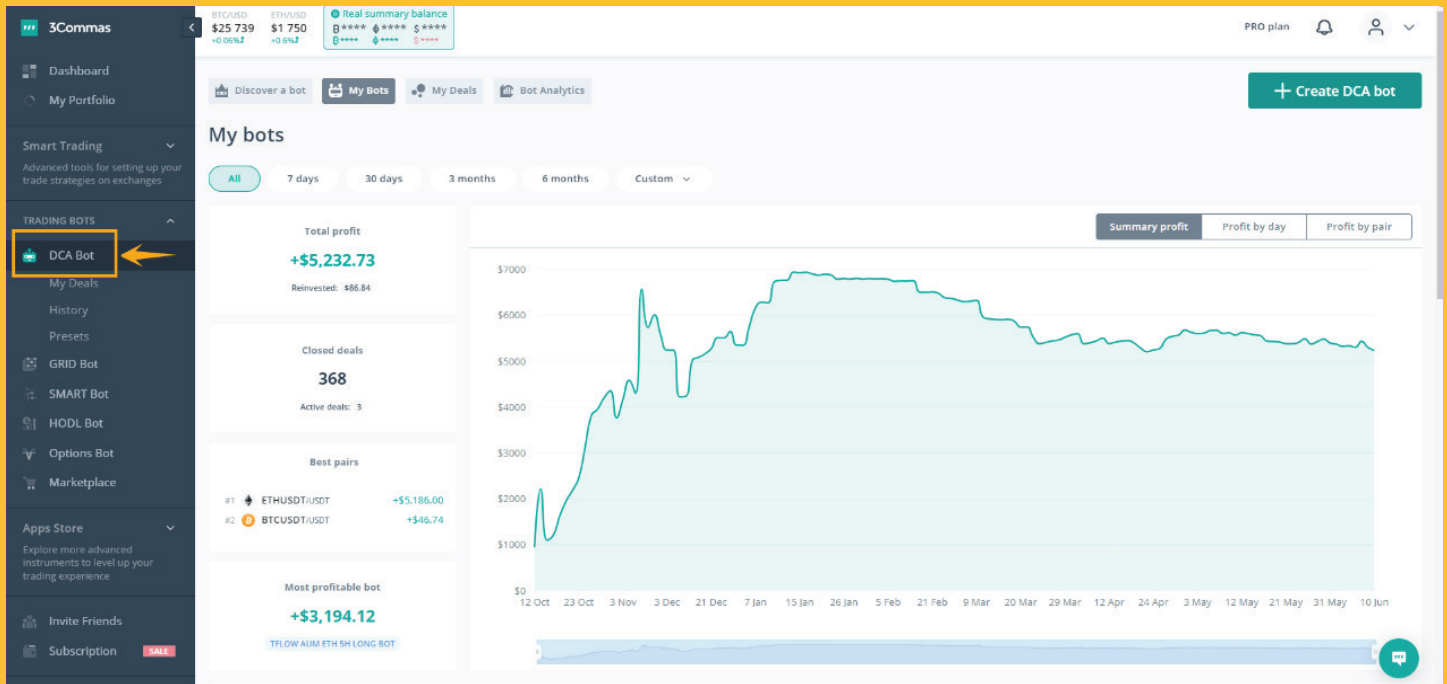 3Commas
Dashboard
My Portfolio
Smart Trading
Advanced tools for setting up your
trade strategies on exchanges
TRADING BOTS
DCA Bot
My Deals
History
Presets
GRID Bot
SMART Bot
HODL Bot
Options Bot
Marketplace
Apps Store
Explore more advanced
instruments to level up your
trading experience
Invite Friends
Subscription SALE
BTC/USD ETH/USD Real summary balance
$25 739 $1 750 **** **** $ ****
+0.06% +0.6% **** **** $ ****
PRO plan
Discover a bot My Bots My Deals Bot Analytics
+ Create DCA bot
My bots
All 7 days 30 days 3 months 6 months Custom
Total profit
+$5,232.73
Reinvested: $86.84
Closed deals
368
Active deals: 3
Best pairs
#1 ETHUSDT/USDT +$5,186.00
#2 BTCUSDT/USDT +$46.74
Most profitable bot
+$3,194.12
TFLOW AUM ETH 5H LONG BOT
Summary profit Profit by day Profit by pair
$7000
$6000
$5000
$4000
$3000
$2000
$1000
$0
12 Oct 23 Oct 3 Nov 3 Dec 21 Dec 7 Jan 15 Jan 26 Jan 5 Feb 21 Feb 9 Mar 20 Mar 29 Mar 12 Apr 24 Apr 3 May 12 May 21 May 31 May 10 Jun